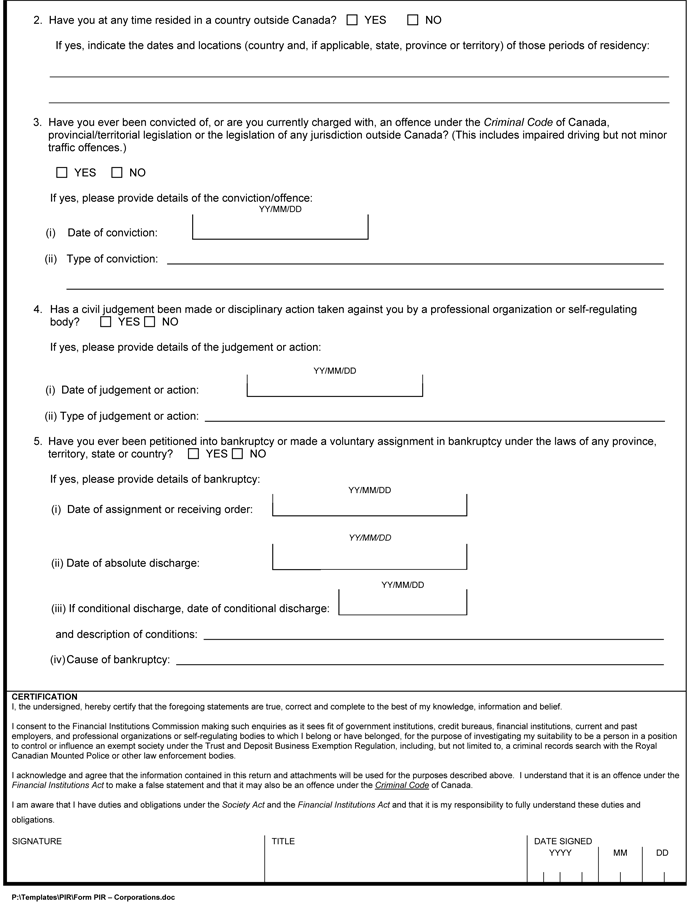 2. Have you at any time resided in a country outside Canada? YES NO
If yes, indicate the dates and locations (country and, if applicable, state, province or territory) of those periods of residency:
3. Have you ever been convicted of, or are you currently charged with, an offence under the Criminal Code of Canada,
provincial/territorial legislation or the legislation of any jurisdiction outside Canada? (This includes impaired driving but not minor
traffic offences.)
YES NO
If yes, please provide details of the conviction/offence:
YY/MM/DD
(i) Date of conviction:
(ii) Type of conviction:
4. Has a civil judgement been made or disciplinary action taken against you by a professional organization or self-regulating
body? YES NO
If yes, please provide details of the judgement or action:
YY/MM/DD
(i) Date of judgement or action:
(ii) Type of judgement or action:
5. Have you ever been petitioned into bankruptcy or made a voluntary assignment in bankruptcy under the laws of any province,
territory, state or country? YES NO
If yes, please provide details of bankruptcy:
YY/MM/DD
(i) Date of assignment or receiving order:
YY/MM/DD
(ii) Date of absolute discharge:
YY/MM/DD
(iii) If conditional discharge, date of conditional discharge:
and description of conditions:
(iv) Cause of bankruptcy:
CERTIFICATION
I, the undersigned, hereby certify that the foregoing statements are true, correct and complete to the best of my knowledge, information and belief.
I consent to the Financial Institutions Commission making such enquiries as it sees fit of government institutions, credit bureaus, financial institutions, current and past
employers, and professional organizations or self-regulating bodies to which I belong or have belonged, for the purpose of investigating my suitability to be a person in a position
to control or influence an exempt society under the Trust and Deposit Business Exemption Regulation, including, but not limited to, a criminal records search with the Royal
Canadian Mounted Police or other law enforcement bodies.
I acknowledge and agree that the information contained in this return and attachments will be used for the purposes described above. I understand that it is an offence under the
Financial Institutions Act to make a false statement and that it may also be an offence under the Criminal Code of Canada.
I am aware that I have duties and obligations under the Society Act and the Financial Institutions Act and that it is my responsibility to fully understand these duties and
obligations.
SIGNATURE TITLE DATE SIGNED
YYYY MM DD
P:\Templates\PIR\Form PIR – Corporations.doc